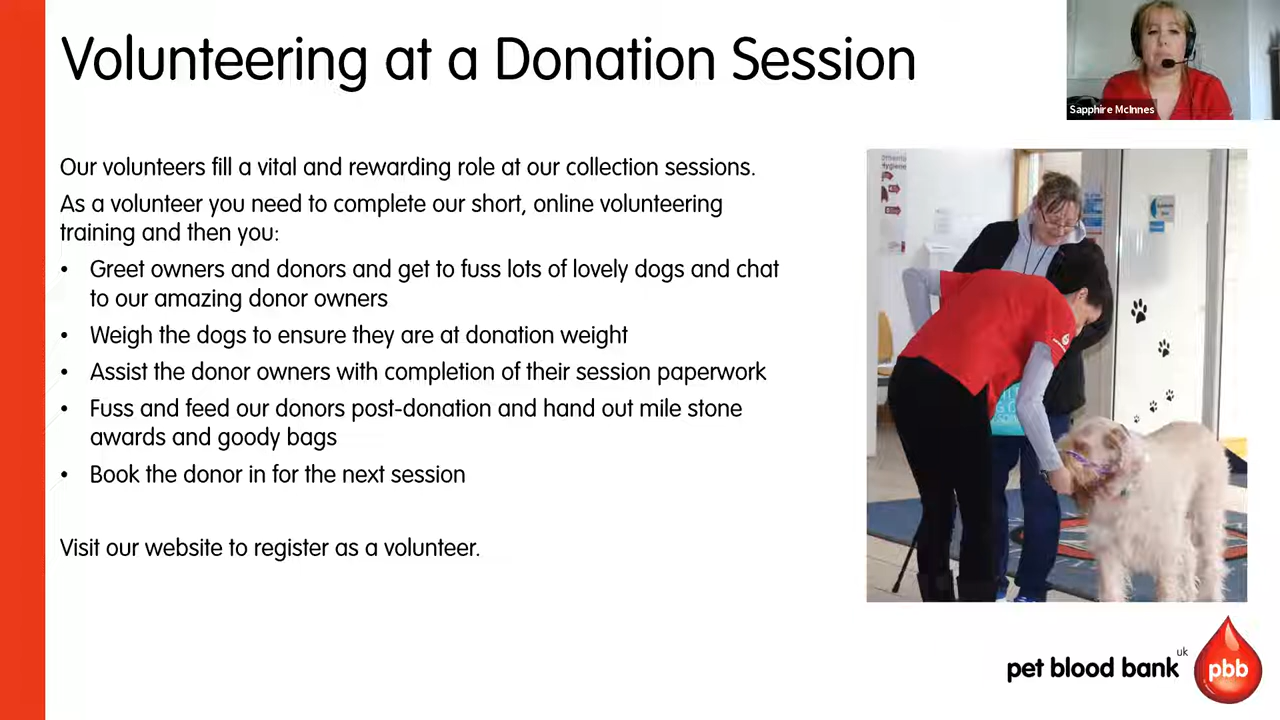 Volunteering at a Donation Session
Sapphire McInnes
Our volunteers fill a vital and rewarding role at our collection sessions.
As a volunteer you need to complete our short, online volunteering
training and then you:
• Greet owners and donors and get to fuss lots of lovely dogs and chat
to our amazing donor owners
• Weigh the dogs to ensure they are at donation weight
• Assist the donor owners with completion of their session paperwork
• Fuss and feed our donors post-donation and hand out mile stone
awards and goody bags
• Book the donor in for the next session
Visit our website to register as a volunteer.
pet blood bank uk
pbb